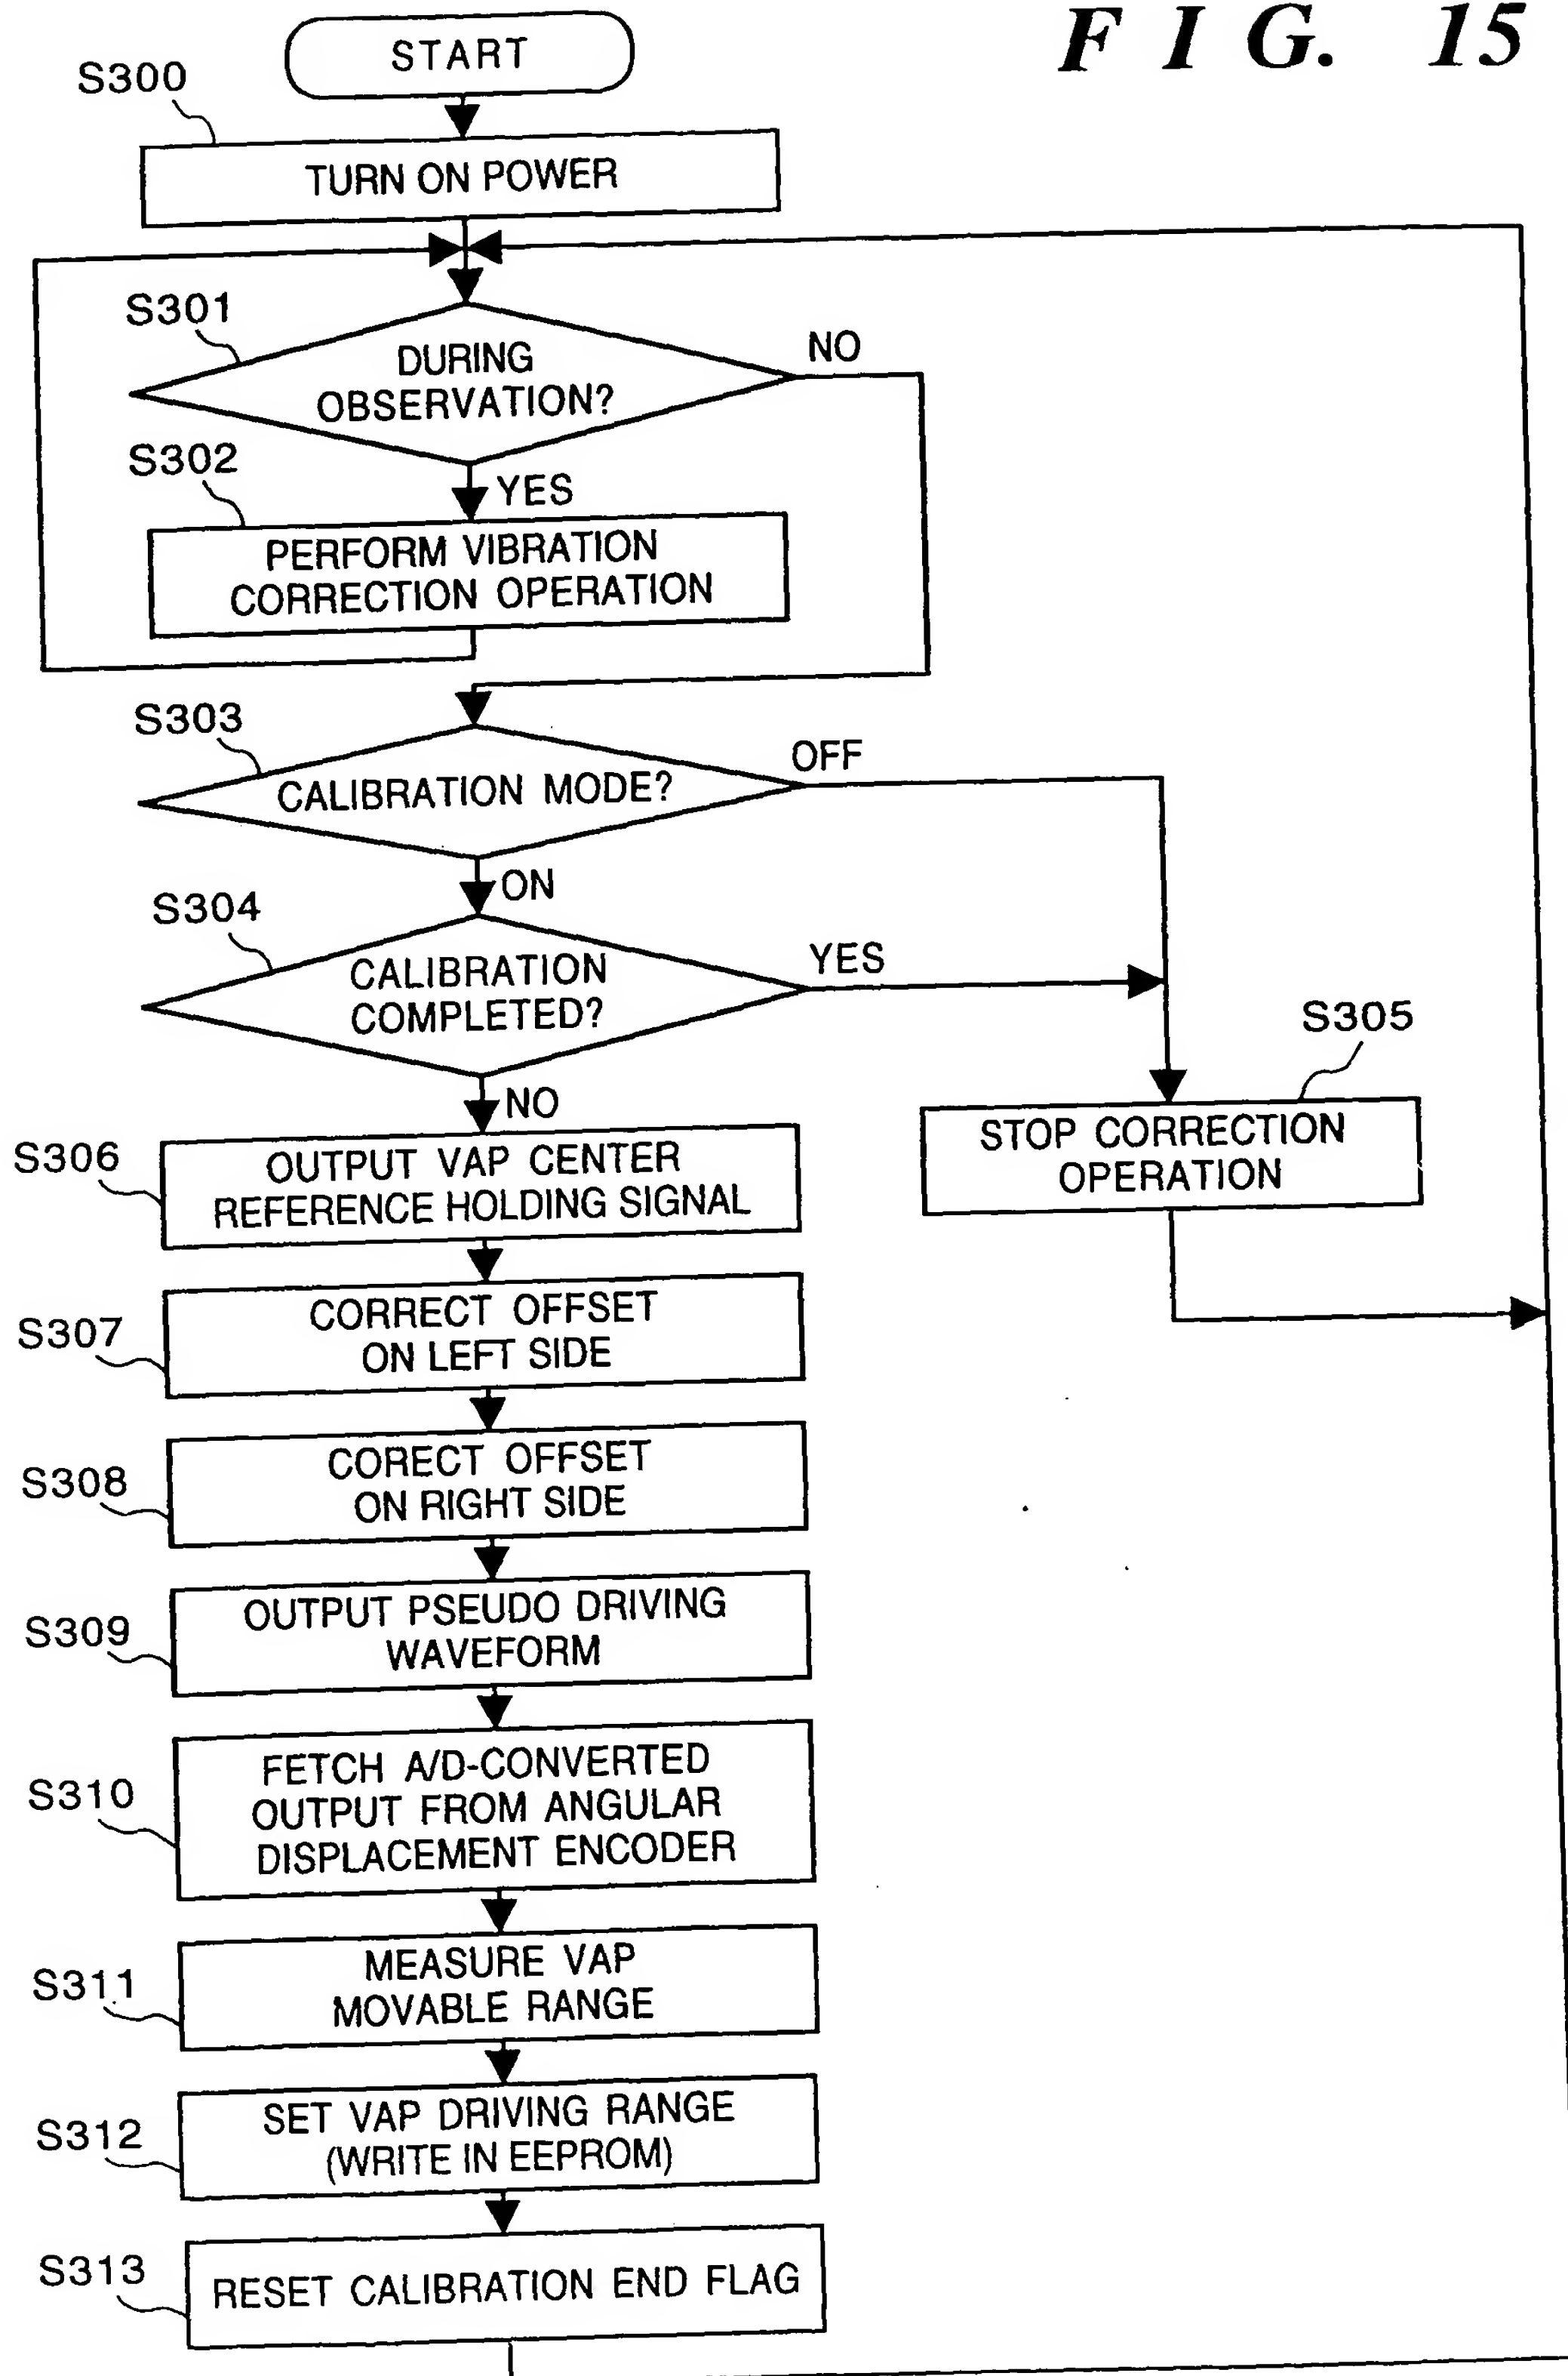 FIG. 15
START
S300
TURN ON POWER
S301
DURING
OBSERVATION?
NO
S302
YES
PERFORM VIBRATION
CORRECTION OPERATION
S303
CALIBRATION MODE?
OFF
ON
S304
CALIBRATION
COMPLETED?
YES
S305
NO
STOP CORRECTION
OPERATION
S306
OUTPUT VAP CENTER
REFERENCE HOLDING SIGNAL
S307
CORRECT OFFSET
ON LEFT SIDE
S308
CORECT OFFSET
ON RIGHT SIDE
S309
OUTPUT PSEUDO DRIVING
WAVEFORM
S310
FETCH A/D-CONVERTED
OUTPUT FROM ANGULAR
DISPLACEMENT ENCODER
S311
MEASURE VAP
MOVABLE RANGE
S312
SET VAP DRIVING RANGE
(WRITE IN EEPROM)
S313
RESET CALIBRATION END FLAG